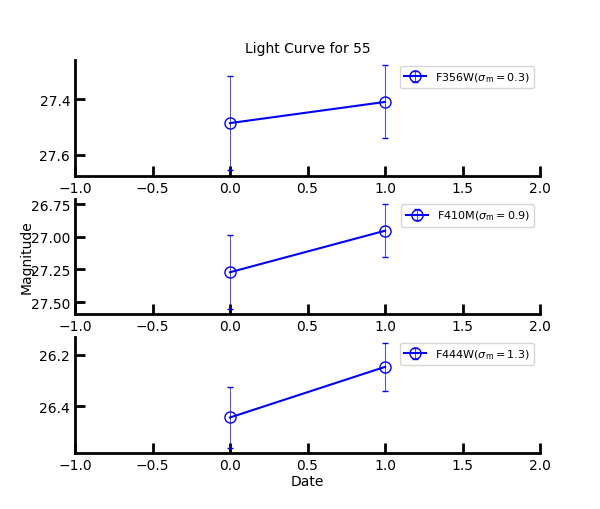 Light Curve for 55
F356W(σm = 0.3)
27.4
27.6
−1.0 −0.5 0.0 0.5 1.0 1.5 2.0
F410M(σm = 0.9)
26.75
27.00
27.25
27.50
Magnitude
−1.0 −0.5 0.0 0.5 1.0 1.5 2.0
F444W(σm = 1.3)
26.2
26.4
−1.0 −0.5 0.0 0.5 1.0 1.5 2.0
Date